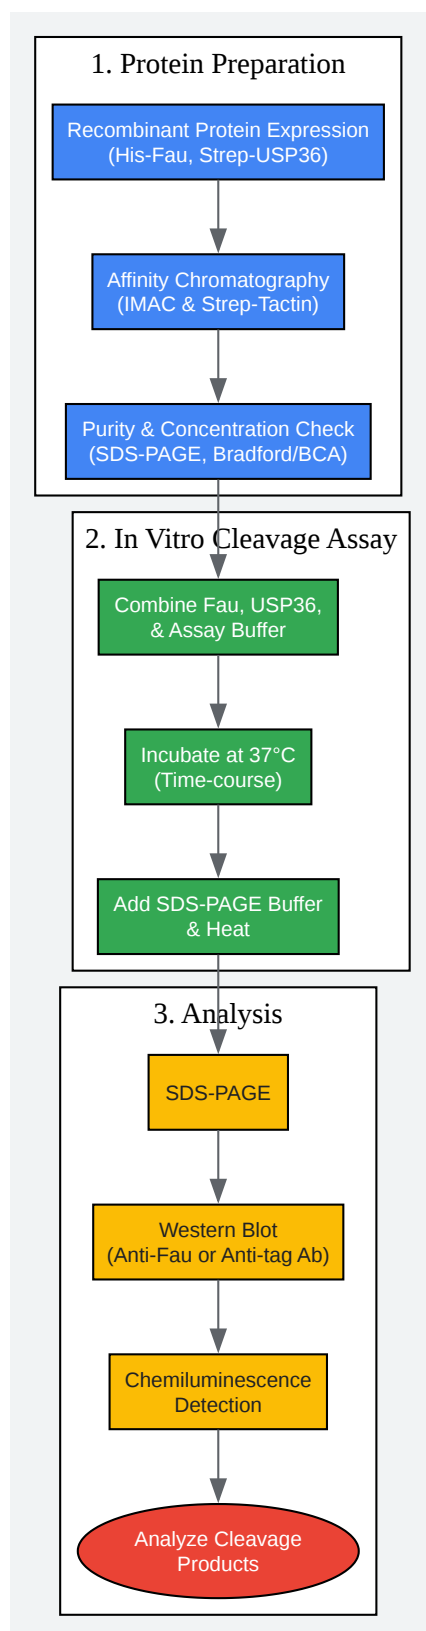 1. Protein Preparation
Recombinant Protein Expression
(His-Fau, Strep-USP36)
Affinity Chromatography
(IMAC & Strep-Tactin)
Purity & Concentration Check
(SDS-PAGE, Bradford/BCA)
2. In Vitro Cleavage Assay
Combine Fau, USP36,
& Assay Buffer
Incubate at 37°C
(Time-course)
Add SDS-PAGE Buffer
& Heat
3. Analysis
SDS-PAGE
Western Blot
(Anti-Fau or Anti-tag Ab)
Chemiluminescence
Detection
Analyze Cleavage
Products